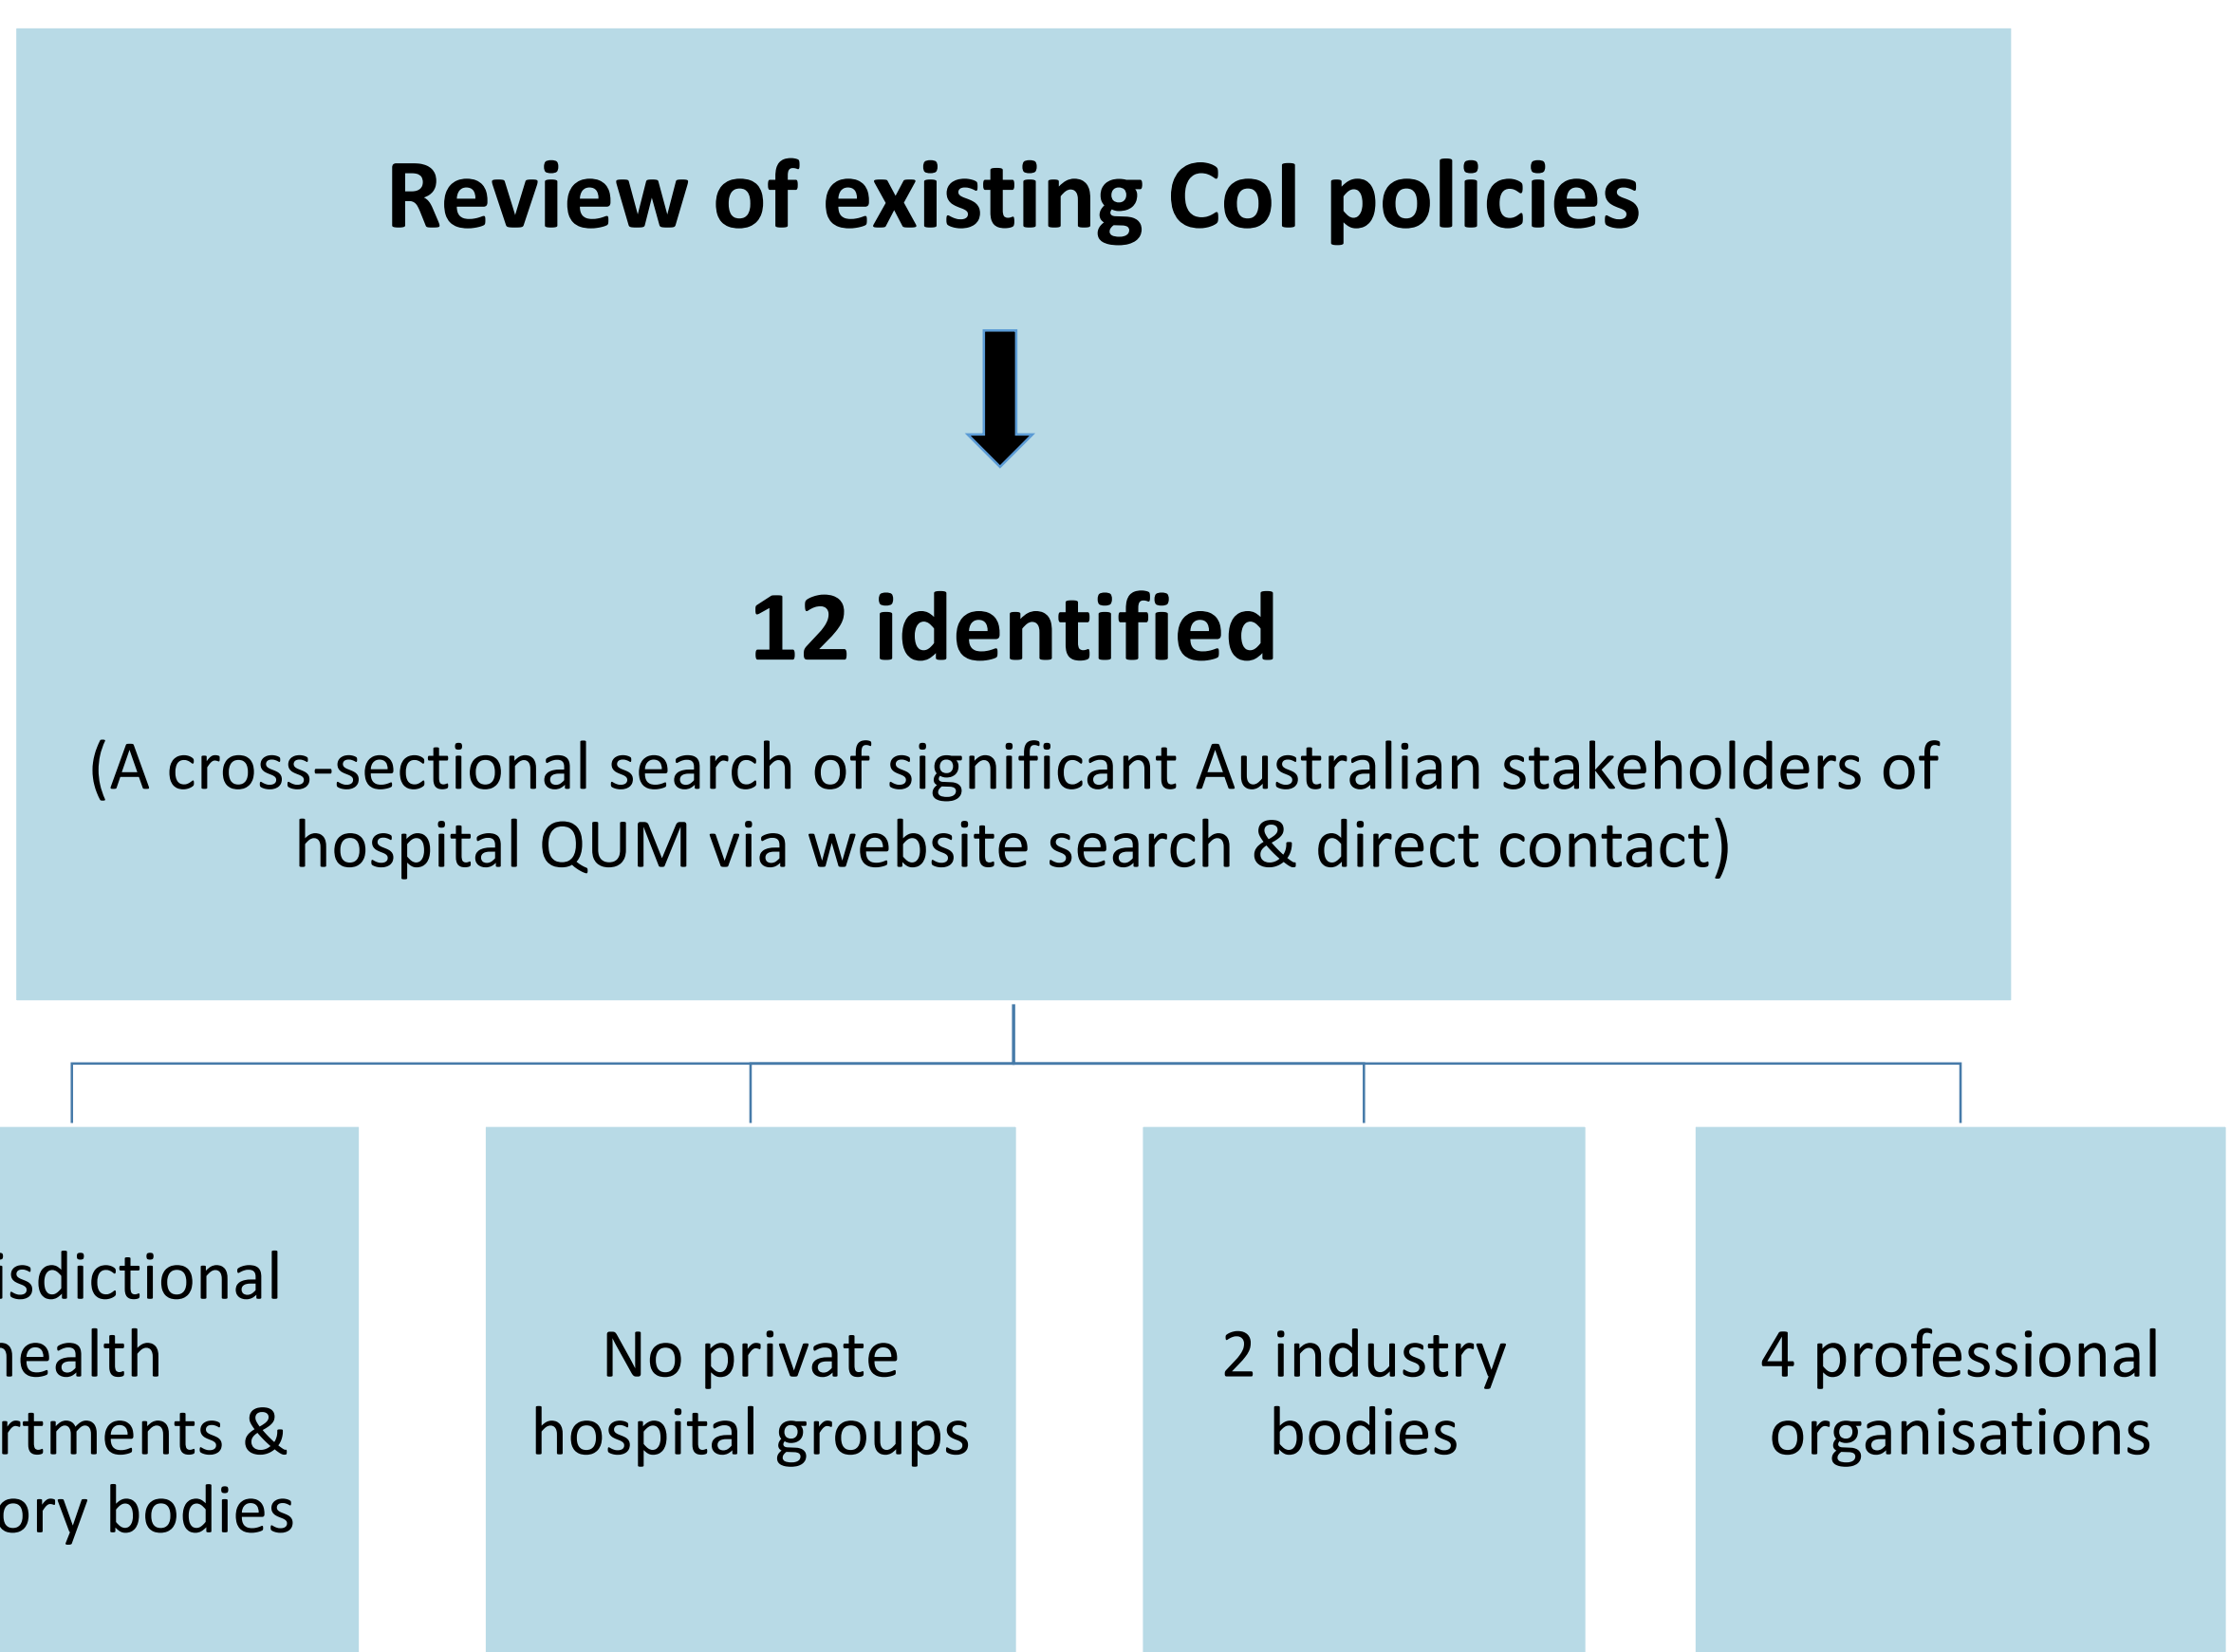 Review of existing CoI policies
12 identified
(A cross-sectional search of significant Australian stakeholders of
hospital QUM via website search & direct contact)
isdictional
ealth
rtments &
ory bodies
No private
hospital groups
2 industry
bodies
4 professional
organisations